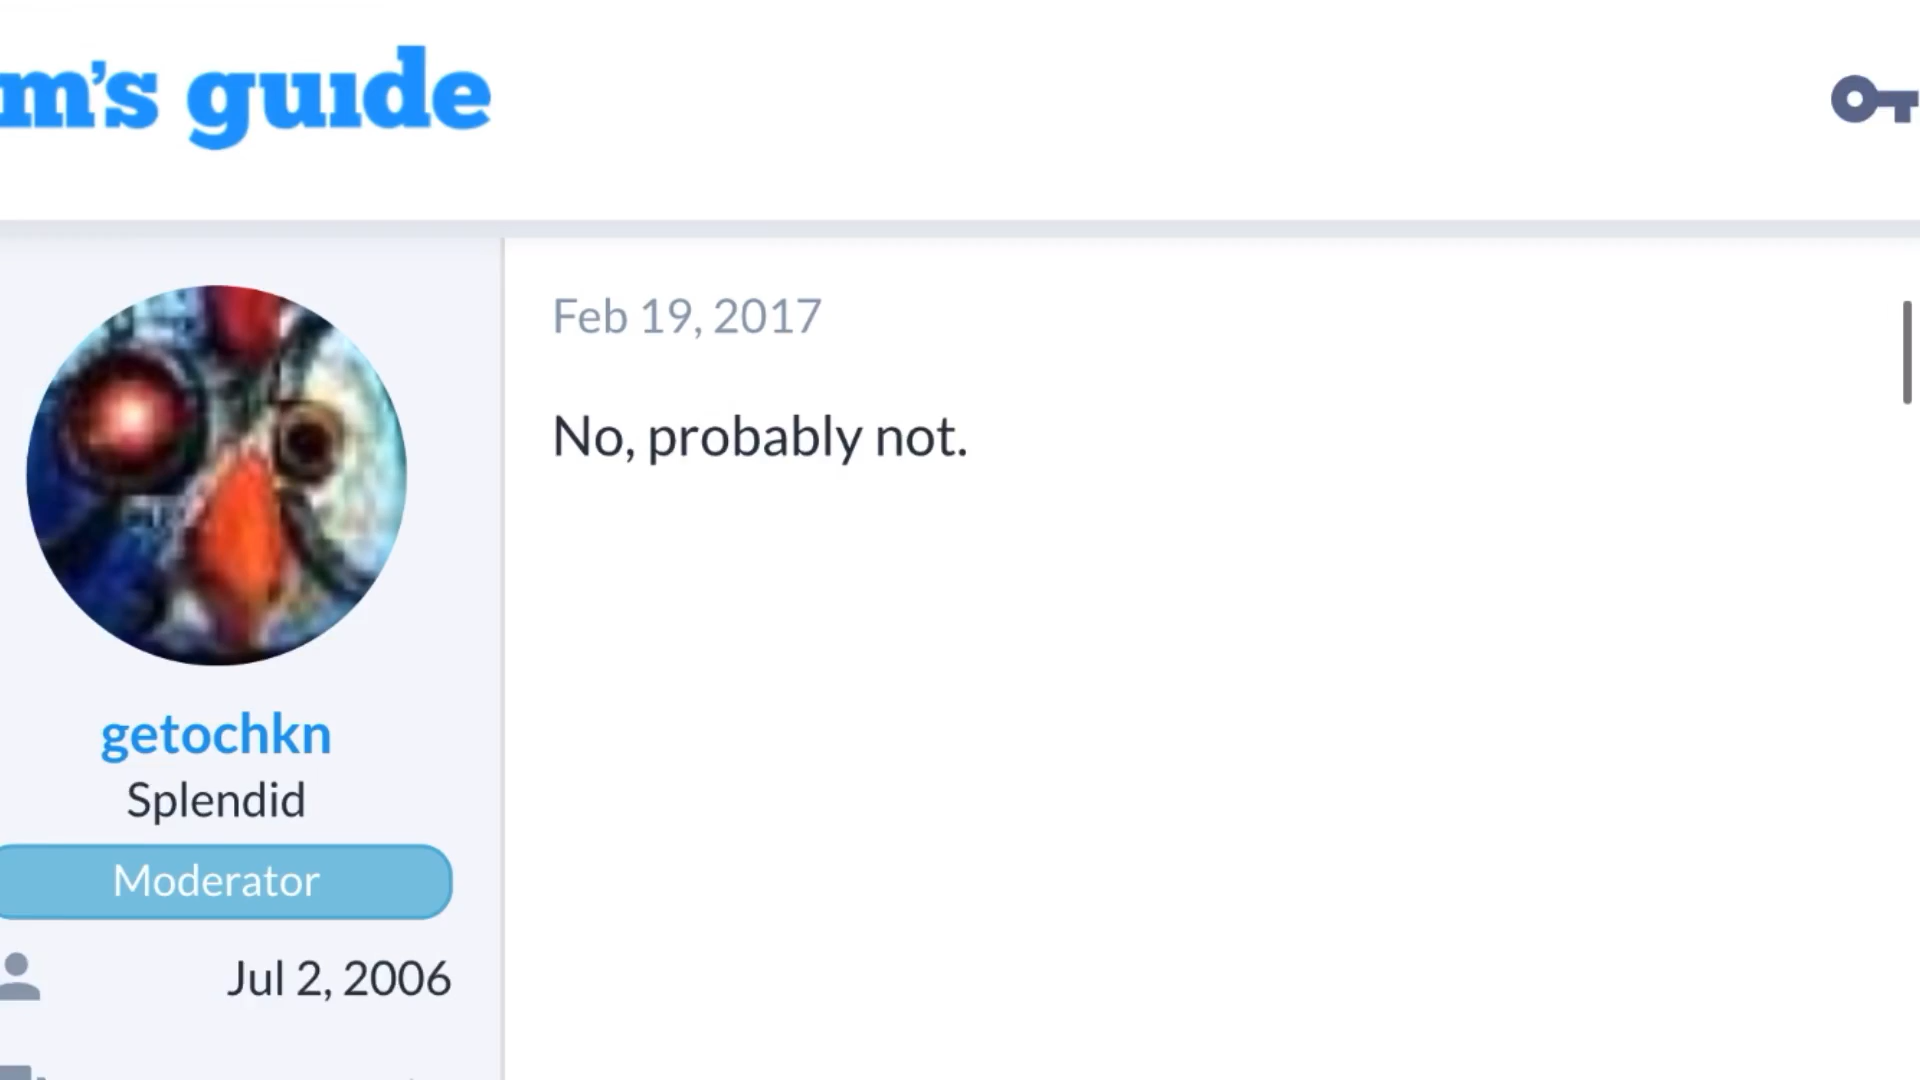 m's guide
Feb 19, 2017
No, probably not.
getochkn
Splendid
Moderator
Jul 2, 2006